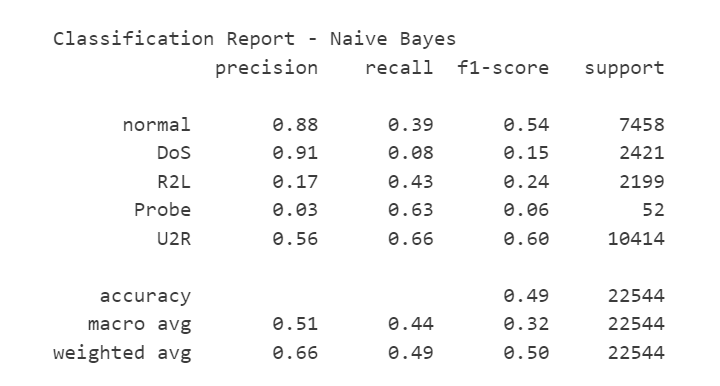 Classification Report - Naive Bayes
precision recall f1-score support
normal 0.88 0.39 0.54 7458
DoS 0.91 0.08 0.15 2421
R2L 0.17 0.43 0.24 2199
Probe 0.03 0.63 0.06 52
U2R 0.56 0.66 0.60 10414
accuracy 0.49 22544
macro avg 0.51 0.44 0.32 22544
weighted avg 0.66 0.49 0.50 22544